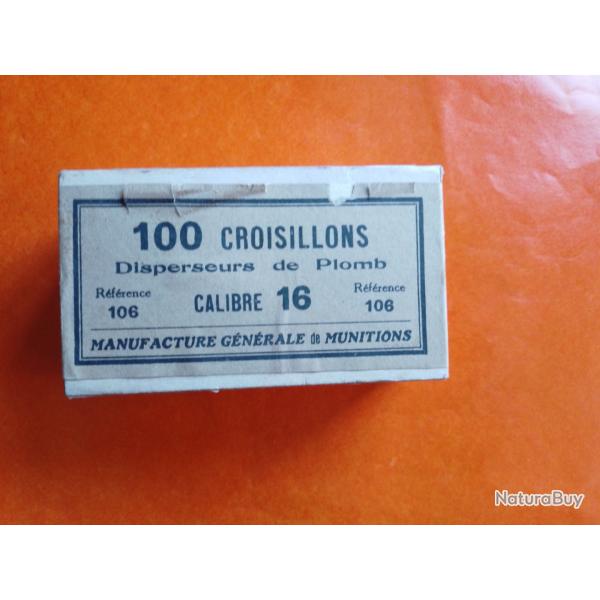 100 CROISILLONS
Disperseurs de Plomb
Référence 106
CALIBRE 16
Référence 106
MANUFACTURE GÉNÉRALE de MUNITIONS
NaturaBuy